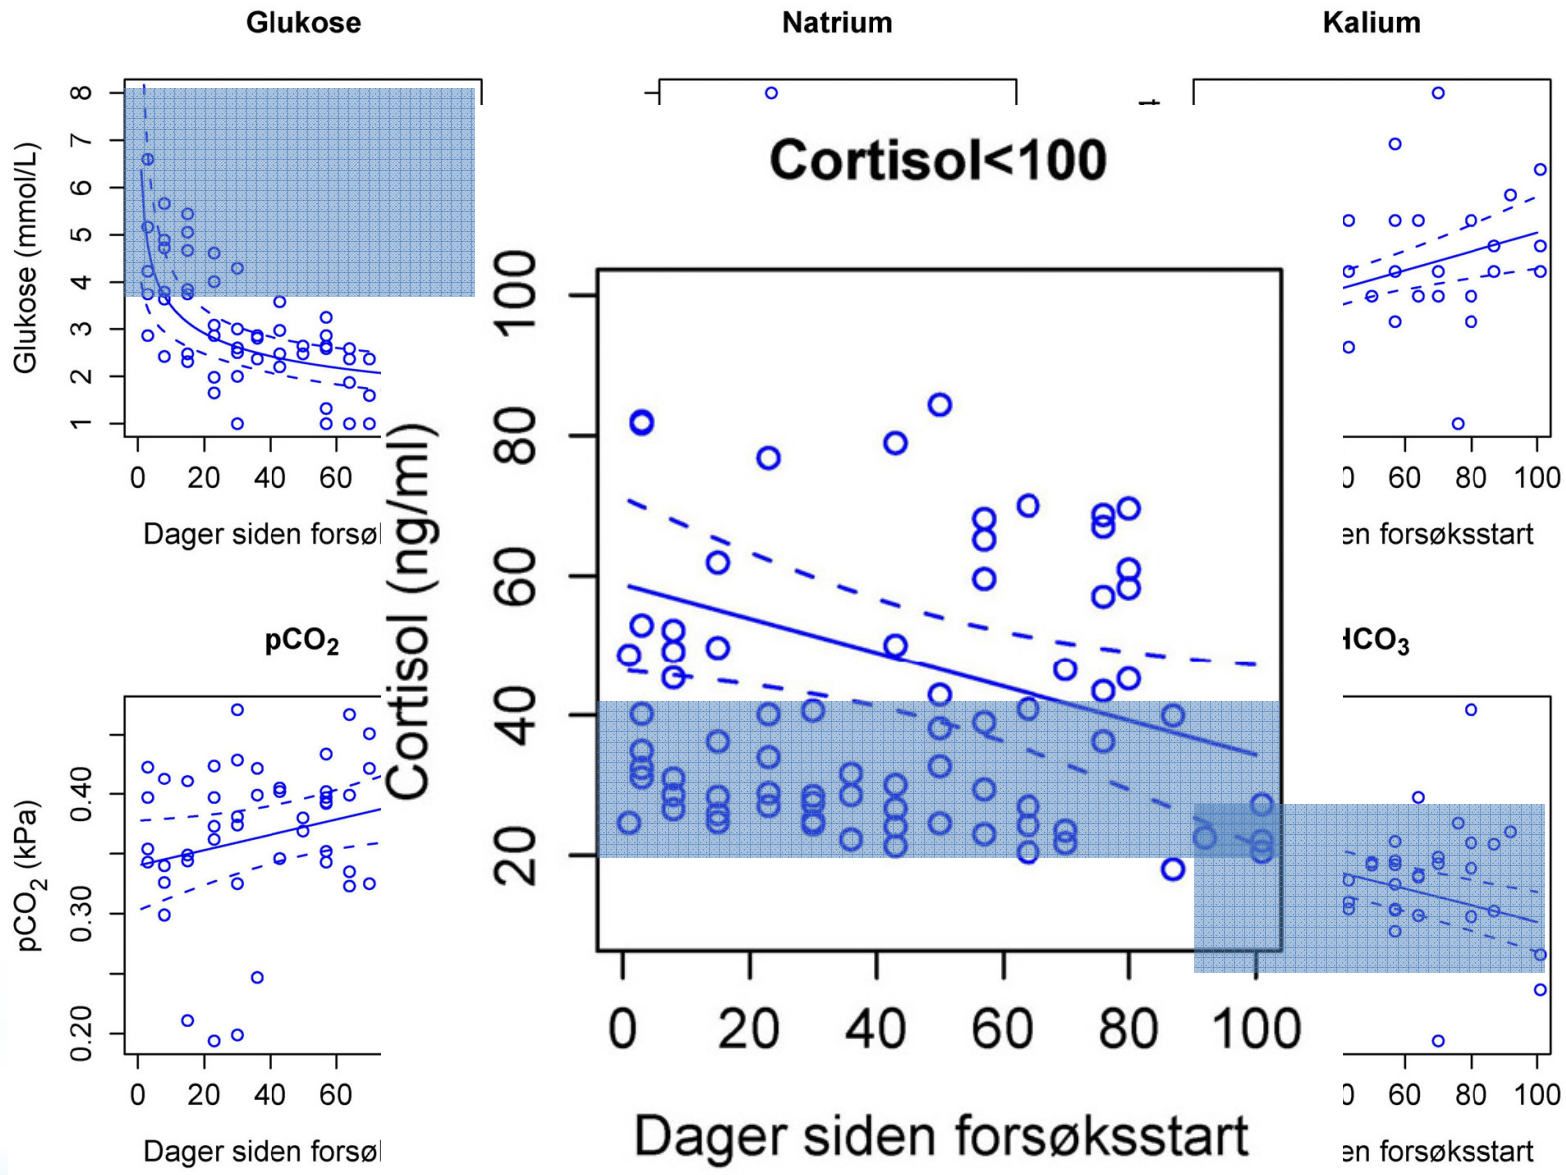 Glukose
Natrium
Kalium
Glukose (mmol/L)
8
7
6
5
4
3
2
1
0 20 40 60
Dager siden forsøl
Cortisol<100
Cortisol (ng/ml)
100
80
60
40
20
0 20 40 60 80 100
Dager siden forsøksstart
0 60 80 100
en forsøksstart
pCO2
pCO2 (kPa)
0.40
0.30
0.20
0 20 40 60
Dager siden forsøl
HCO3
0 60 80 100
en forsøksstart